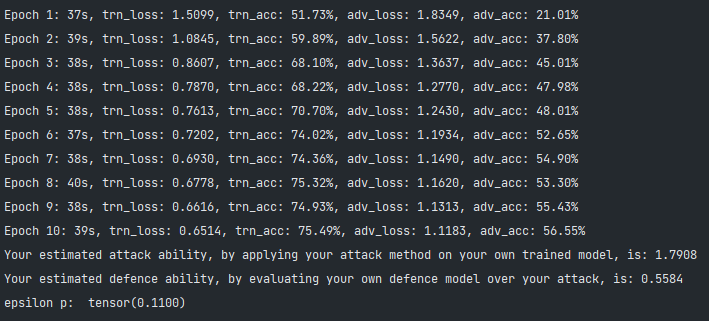 Epoch 1: 37s, trn_loss: 1.5099, trn_acc: 51.73%, adv_loss: 1.8349, adv_acc: 21.01%
Epoch 2: 39s, trn_loss: 1.0845, trn_acc: 59.89%, adv_loss: 1.5622, adv_acc: 37.80%
Epoch 3: 38s, trn_loss: 0.8607, trn_acc: 68.10%, adv_loss: 1.3637, adv_acc: 45.01%
Epoch 4: 38s, trn_loss: 0.7870, trn_acc: 68.22%, adv_loss: 1.2770, adv_acc: 47.98%
Epoch 5: 38s, trn_loss: 0.7613, trn_acc: 70.70%, adv_loss: 1.2430, adv_acc: 48.01%
Epoch 6: 37s, trn_loss: 0.7202, trn_acc: 74.02%, adv_loss: 1.1934, adv_acc: 52.65%
Epoch 7: 38s, trn_loss: 0.6930, trn_acc: 74.36%, adv_loss: 1.1490, adv_acc: 54.90%
Epoch 8: 40s, trn_loss: 0.6778, trn_acc: 75.32%, adv_loss: 1.1620, adv_acc: 53.30%
Epoch 9: 38s, trn_loss: 0.6616, trn_acc: 74.93%, adv_loss: 1.1313, adv_acc: 55.43%
Epoch 10: 39s, trn_loss: 0.6514, trn_acc: 75.49%, adv_loss: 1.1183, adv_acc: 56.55%
Your estimated attack ability, by applying your attack method on your own trained model, is: 1.7908
Your estimated defence ability, by evaluating your own defence model over your attack, is: 0.5584
epsilon p:  tensor(0.1100)